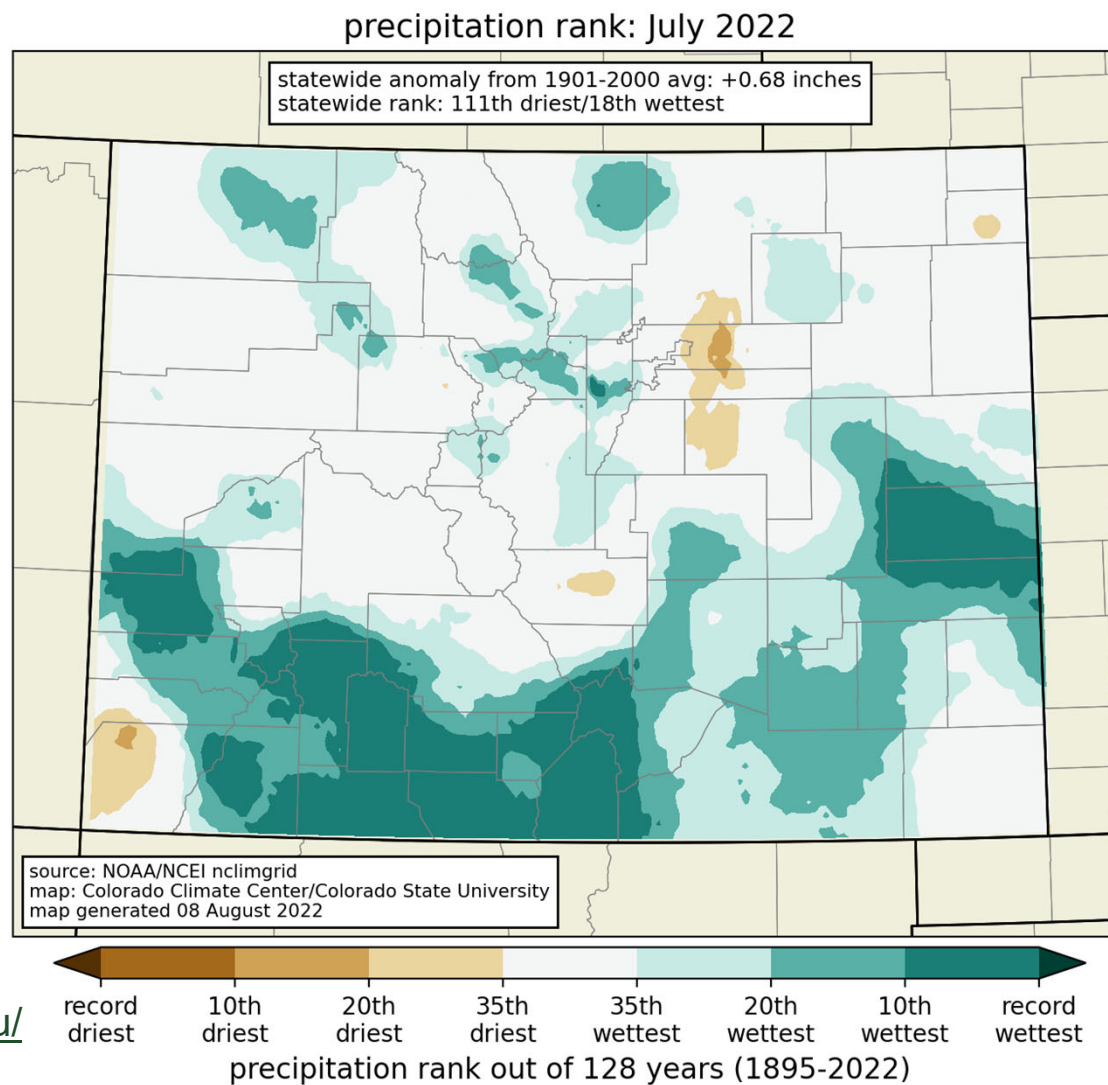 precipitation rank: July 2022
statewide anomaly from 1901-2000 avg: +0.68 inches
statewide rank: 111th driest/18th wettest
source: NOAA/NCEI nclimgrid
map: Colorado Climate Center/Colorado State University
map generated 08 August 2022
u/
record driest
10th driest
20th driest
35th driest
35th wettest
20th wettest
10th wettest
record wettest
precipitation rank out of 128 years (1895-2022)